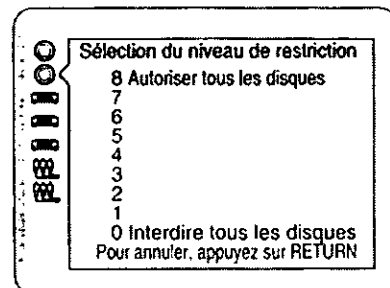 Sélection du niveau de restriction
8 Autoriser tous les disques
7
6
5
4
3
2
1
0 Interdire tous les disques
Pour annuler, appuyez sur RETURN